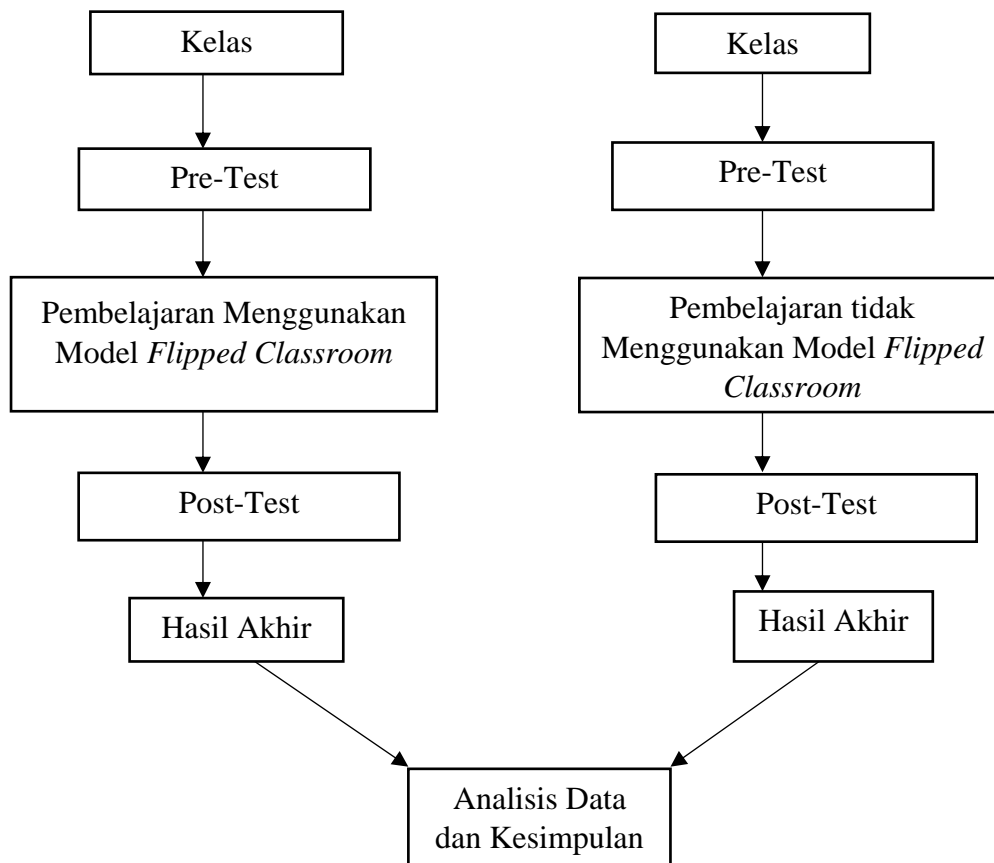 Kelas
Kelas
Pre-Test
Pre-Test
Pembelajaran Menggunakan
Model Flipped Classroom
Pembelajaran tidak
Menggunakan Model Flipped
Classroom
Post-Test
Post-Test
Hasil Akhir
Hasil Akhir
Analisis Data
dan Kesimpulan